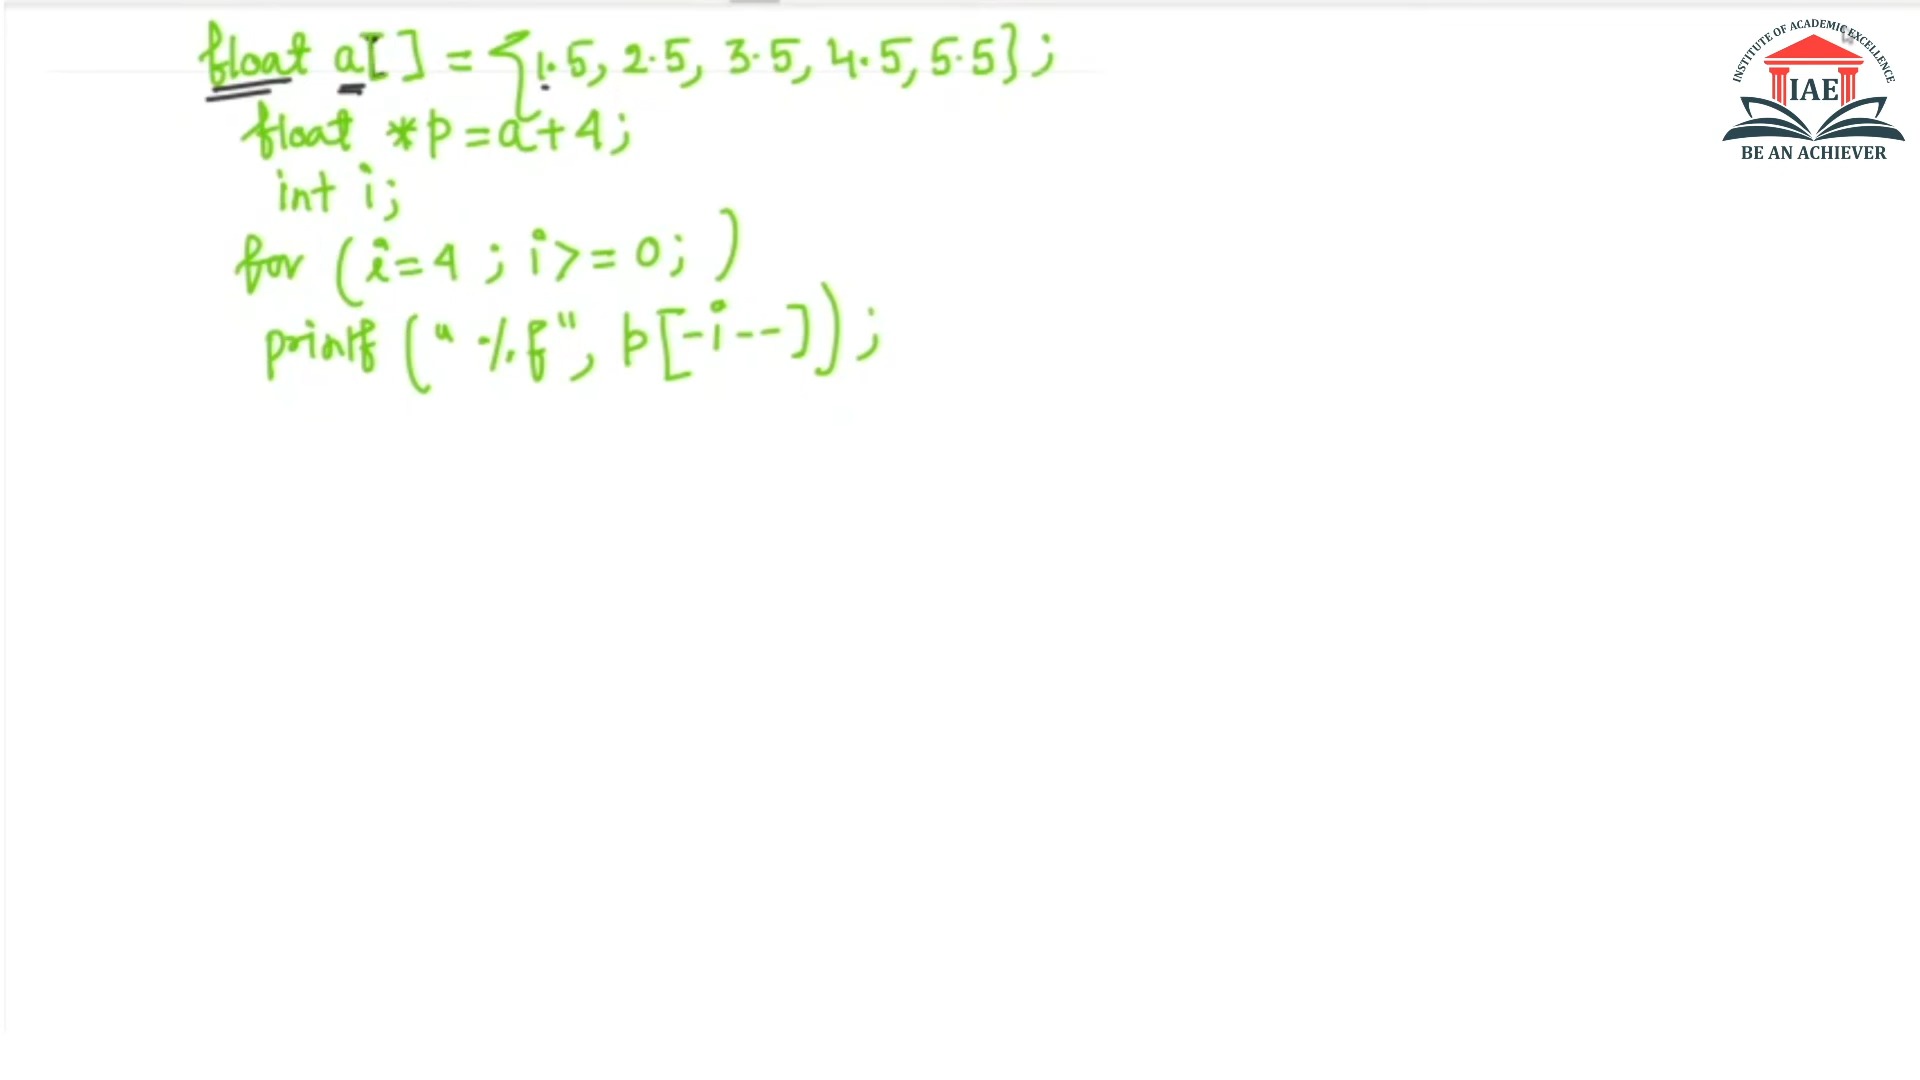 float a[] = {1.5, 2.5, 3.5, 4.5, 5.5};
float *p = a+4;
int i;
for (i=4 ; i>=0; )
printf ("%f", p[-i--]);
INSTITUTE OF ACADEMIC EXCELLENCE
IAE
BE AN ACHIEVER